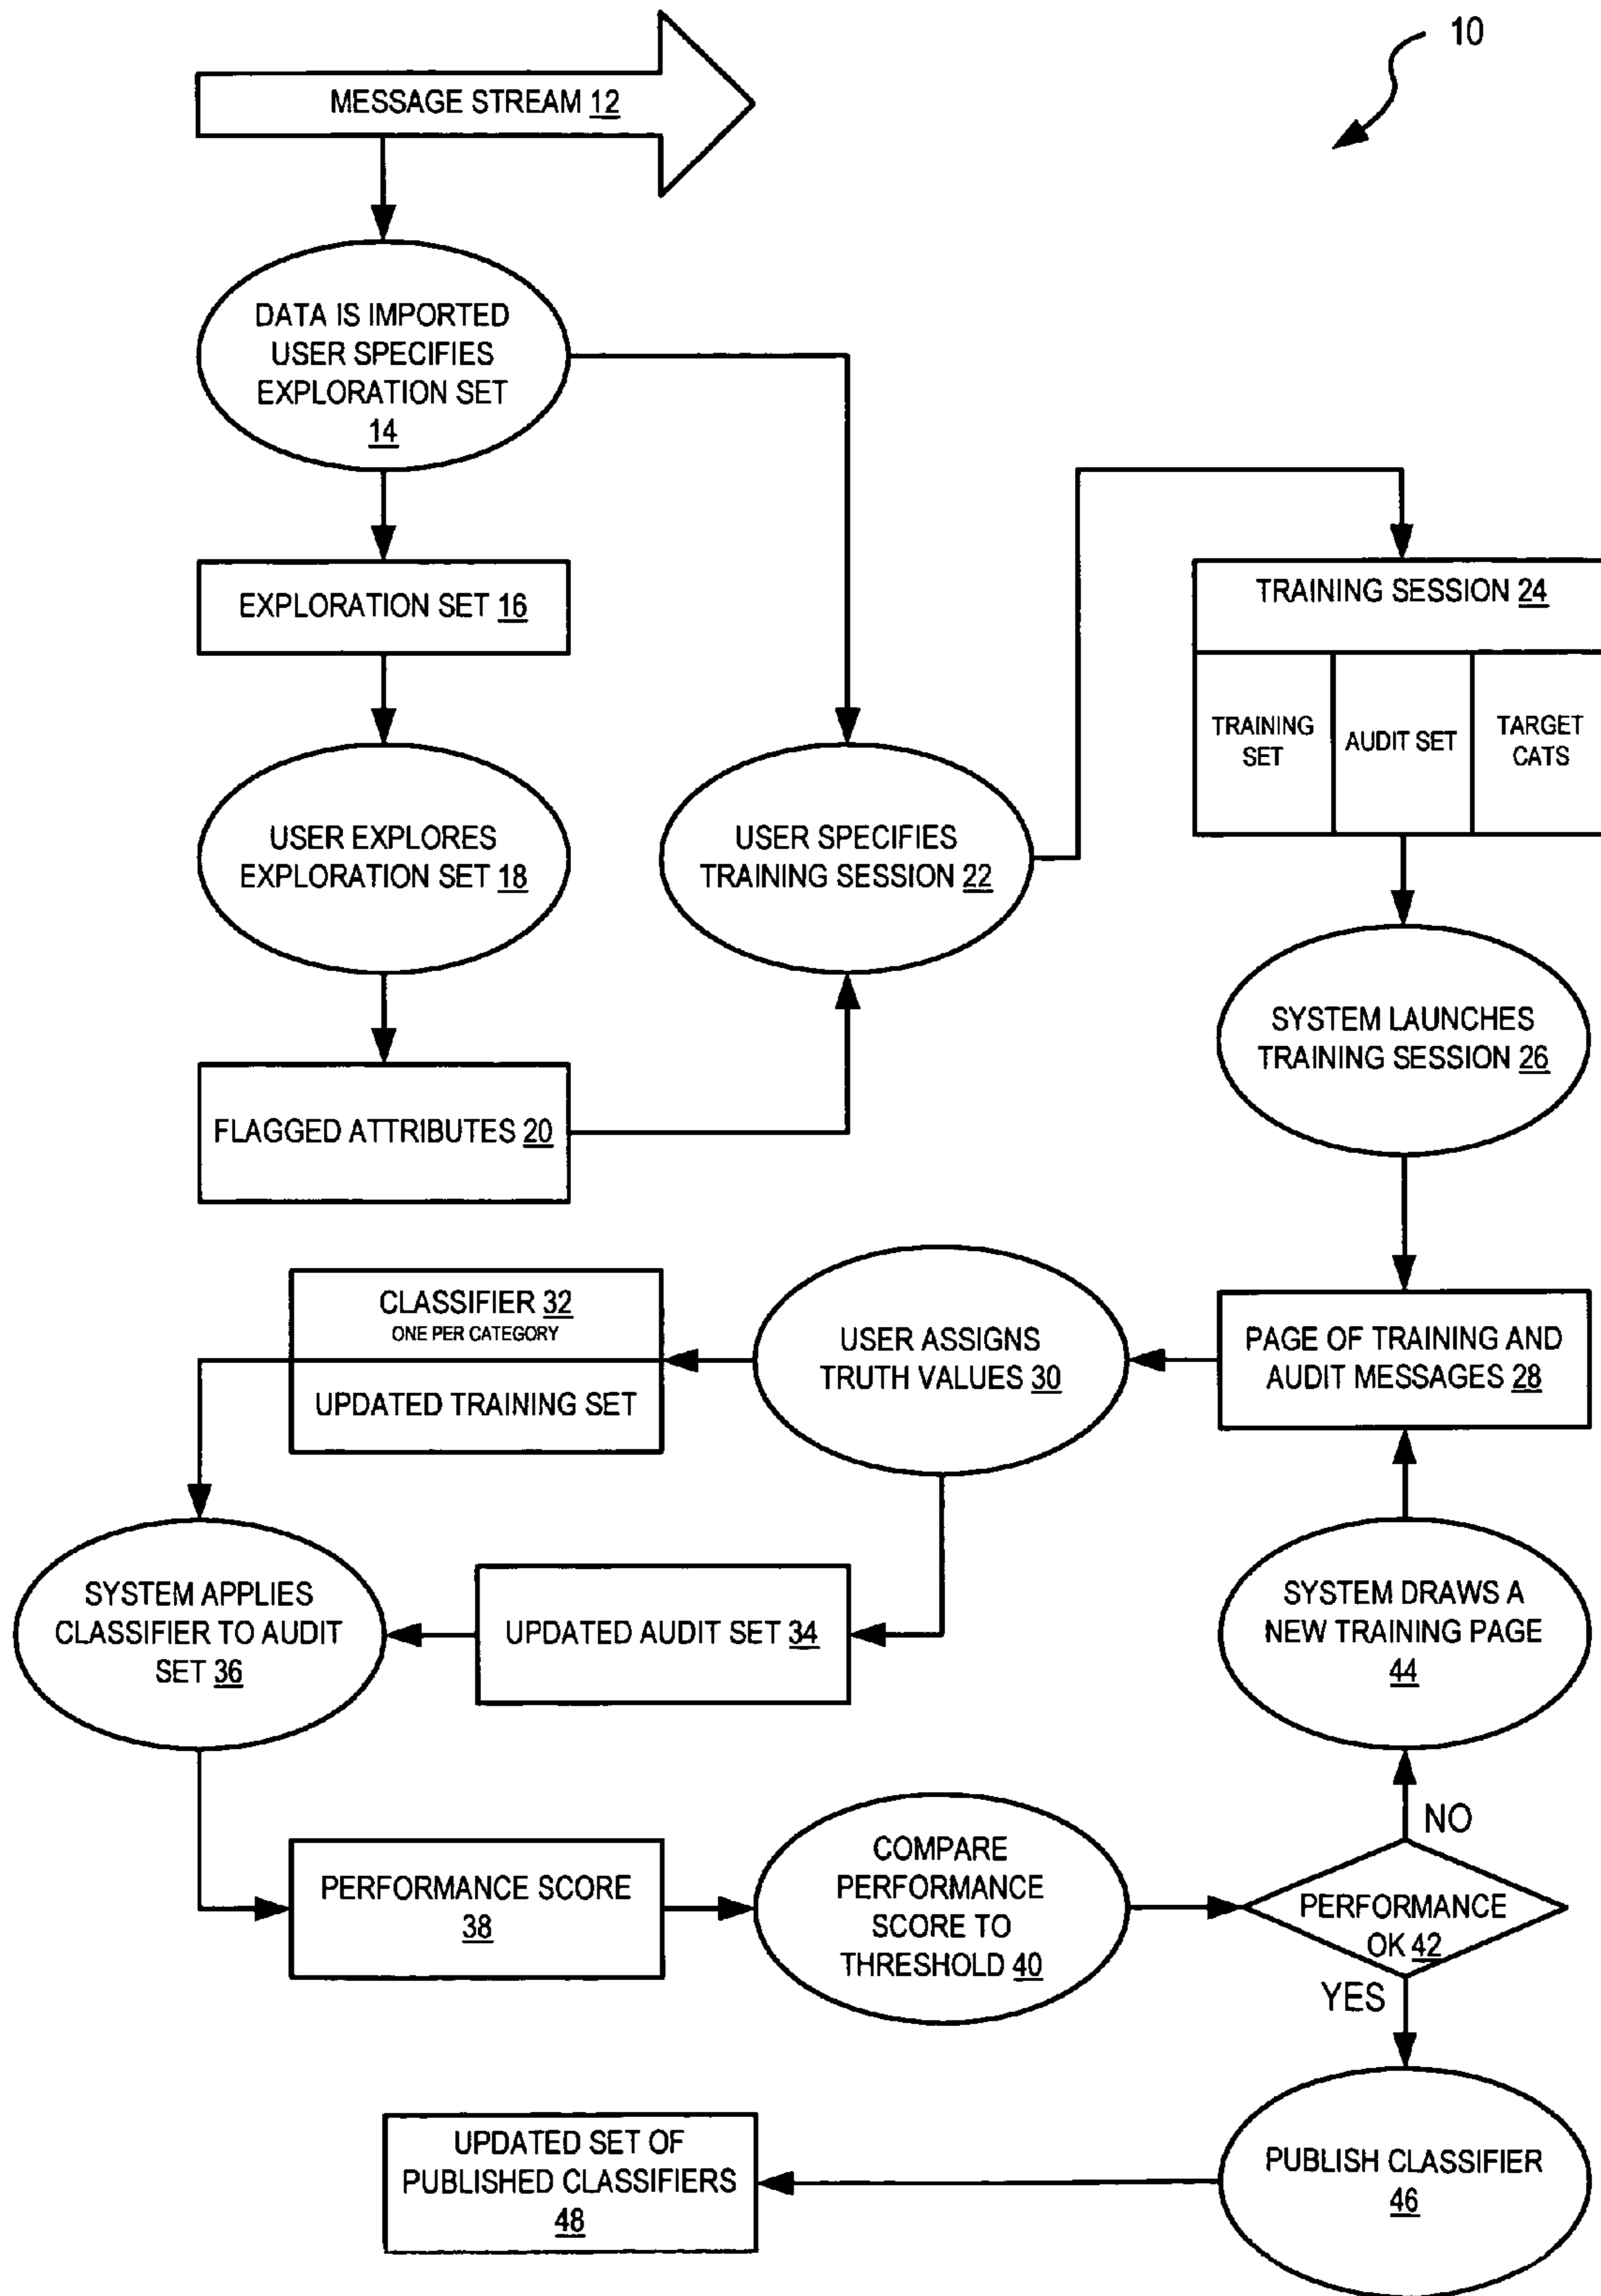 10
MESSAGE STREAM 12
DATA IS IMPORTED
USER SPECIFIES
EXPLORATION SET
14
EXPLORATION SET 16
USER EXPLORES
EXPLORATION SET 18
FLAGGED ATTRIBUTES 20
USER SPECIFIES
TRAINING SESSION 22
TRAINING SESSION 24
TRAINING
SET
AUDIT SET
TARGET
CATS
SYSTEM LAUNCHES
TRAINING SESSION 26
PAGE OF TRAINING AND
AUDIT MESSAGES 28
USER ASSIGNS
TRUTH VALUES 30
CLASSIFIER 32
ONE PER CATEGORY
UPDATED TRAINING SET
UPDATED AUDIT SET 34
SYSTEM APPLIES
CLASSIFIER TO AUDIT
SET 36
PERFORMANCE SCORE
38
COMPARE
PERFORMANCE
SCORE TO
THRESHOLD 40
PERFORMANCE
OK 42
NO
SYSTEM DRAWS A
NEW TRAINING PAGE
44
YES
PUBLISH CLASSIFIER
46
UPDATED SET OF
PUBLISHED CLASSIFIERS
48